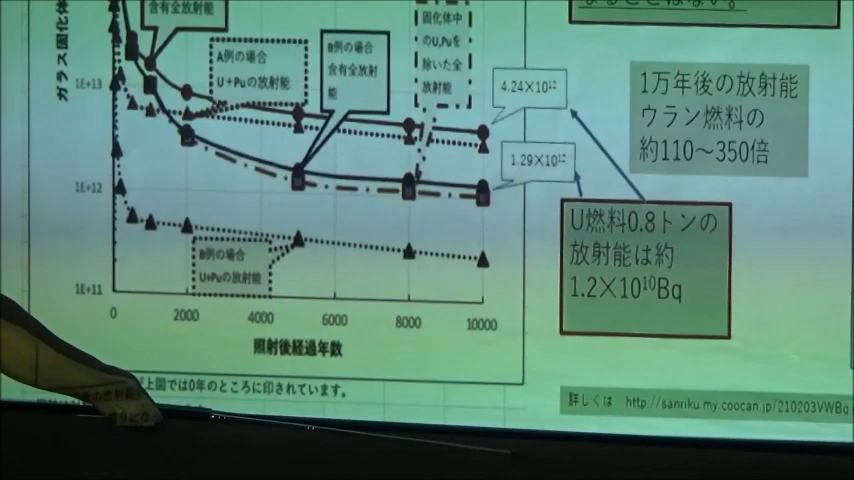 含有全放射能
ガラス固化体
A例の場合
U+Puの放射能
B例の場合
含有全放射
能
固化体中
のU,Puを
除いた全
放射能
4.24×10¹²
1.29×10¹²
1万年後の放射能
ウラン燃料の
約110～350倍
U燃料0.8トンの
放射能は約
1.2×10¹⁰Bq
B例の場合
U+Puの放射能
1E+13
1E+12
1E+11
0 2000 4000 6000 8000 10000
照射後経過年数
上図では0年のところに印されています。
詳しくは http://sanriku.my.coocan.jp/210203VWBq